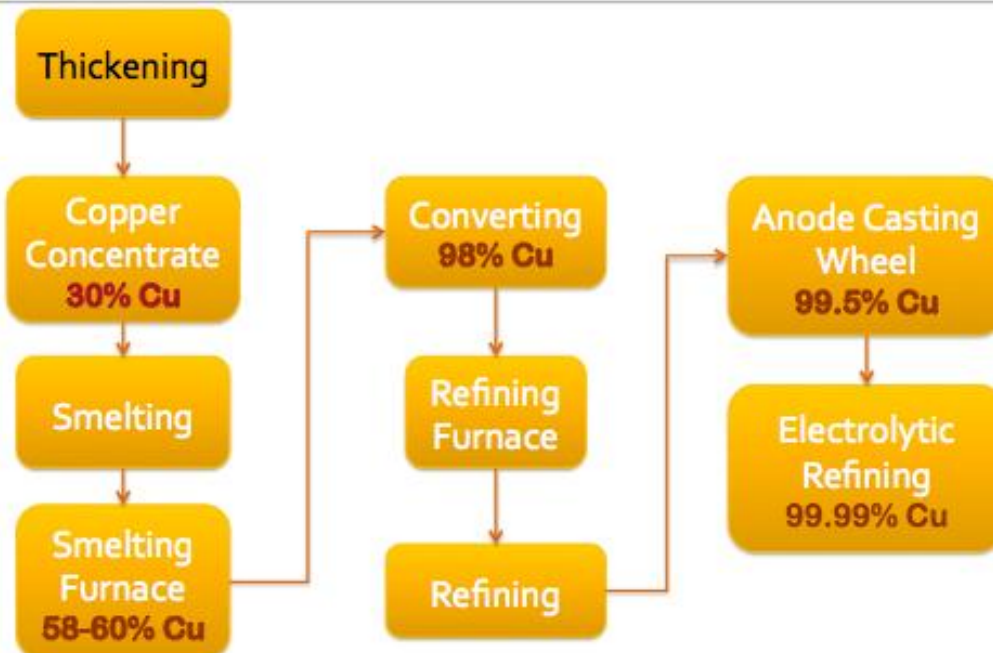 Thickening
Copper
Concentrate
30% Cu
Smelting
Smelting
Furnace
58-60% Cu
Converting
98% Cu
Refining
Furnace
Refining
Anode Casting
Wheel
99.5% Cu
Electrolytic
Refining
99.99% Cu